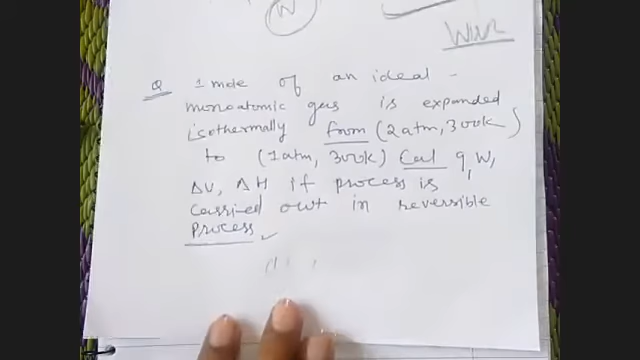 W
Wirr
Q 1 mole of an ideal -
monoatomic gas is expanded
isothermally from (2atm, 300k)
to (1atm, 300k) Cal q, W,
ΔU, ΔH if process is
carried out in reversible
Process ✓